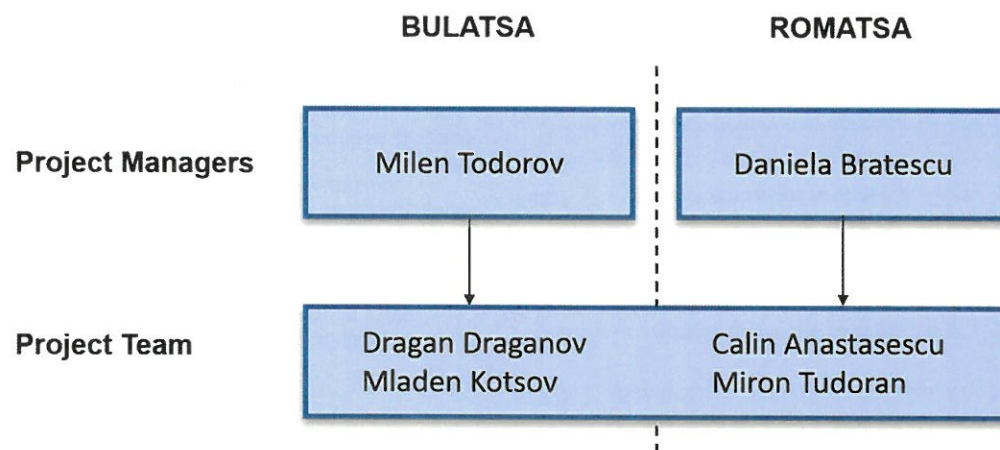 BULATSA ROMATSA
Project Managers Milen Todorov Daniela Bratescu
Project Team
Dragan Draganov Calin Anastasescu
Mladen Kotsov Miron Tudoran